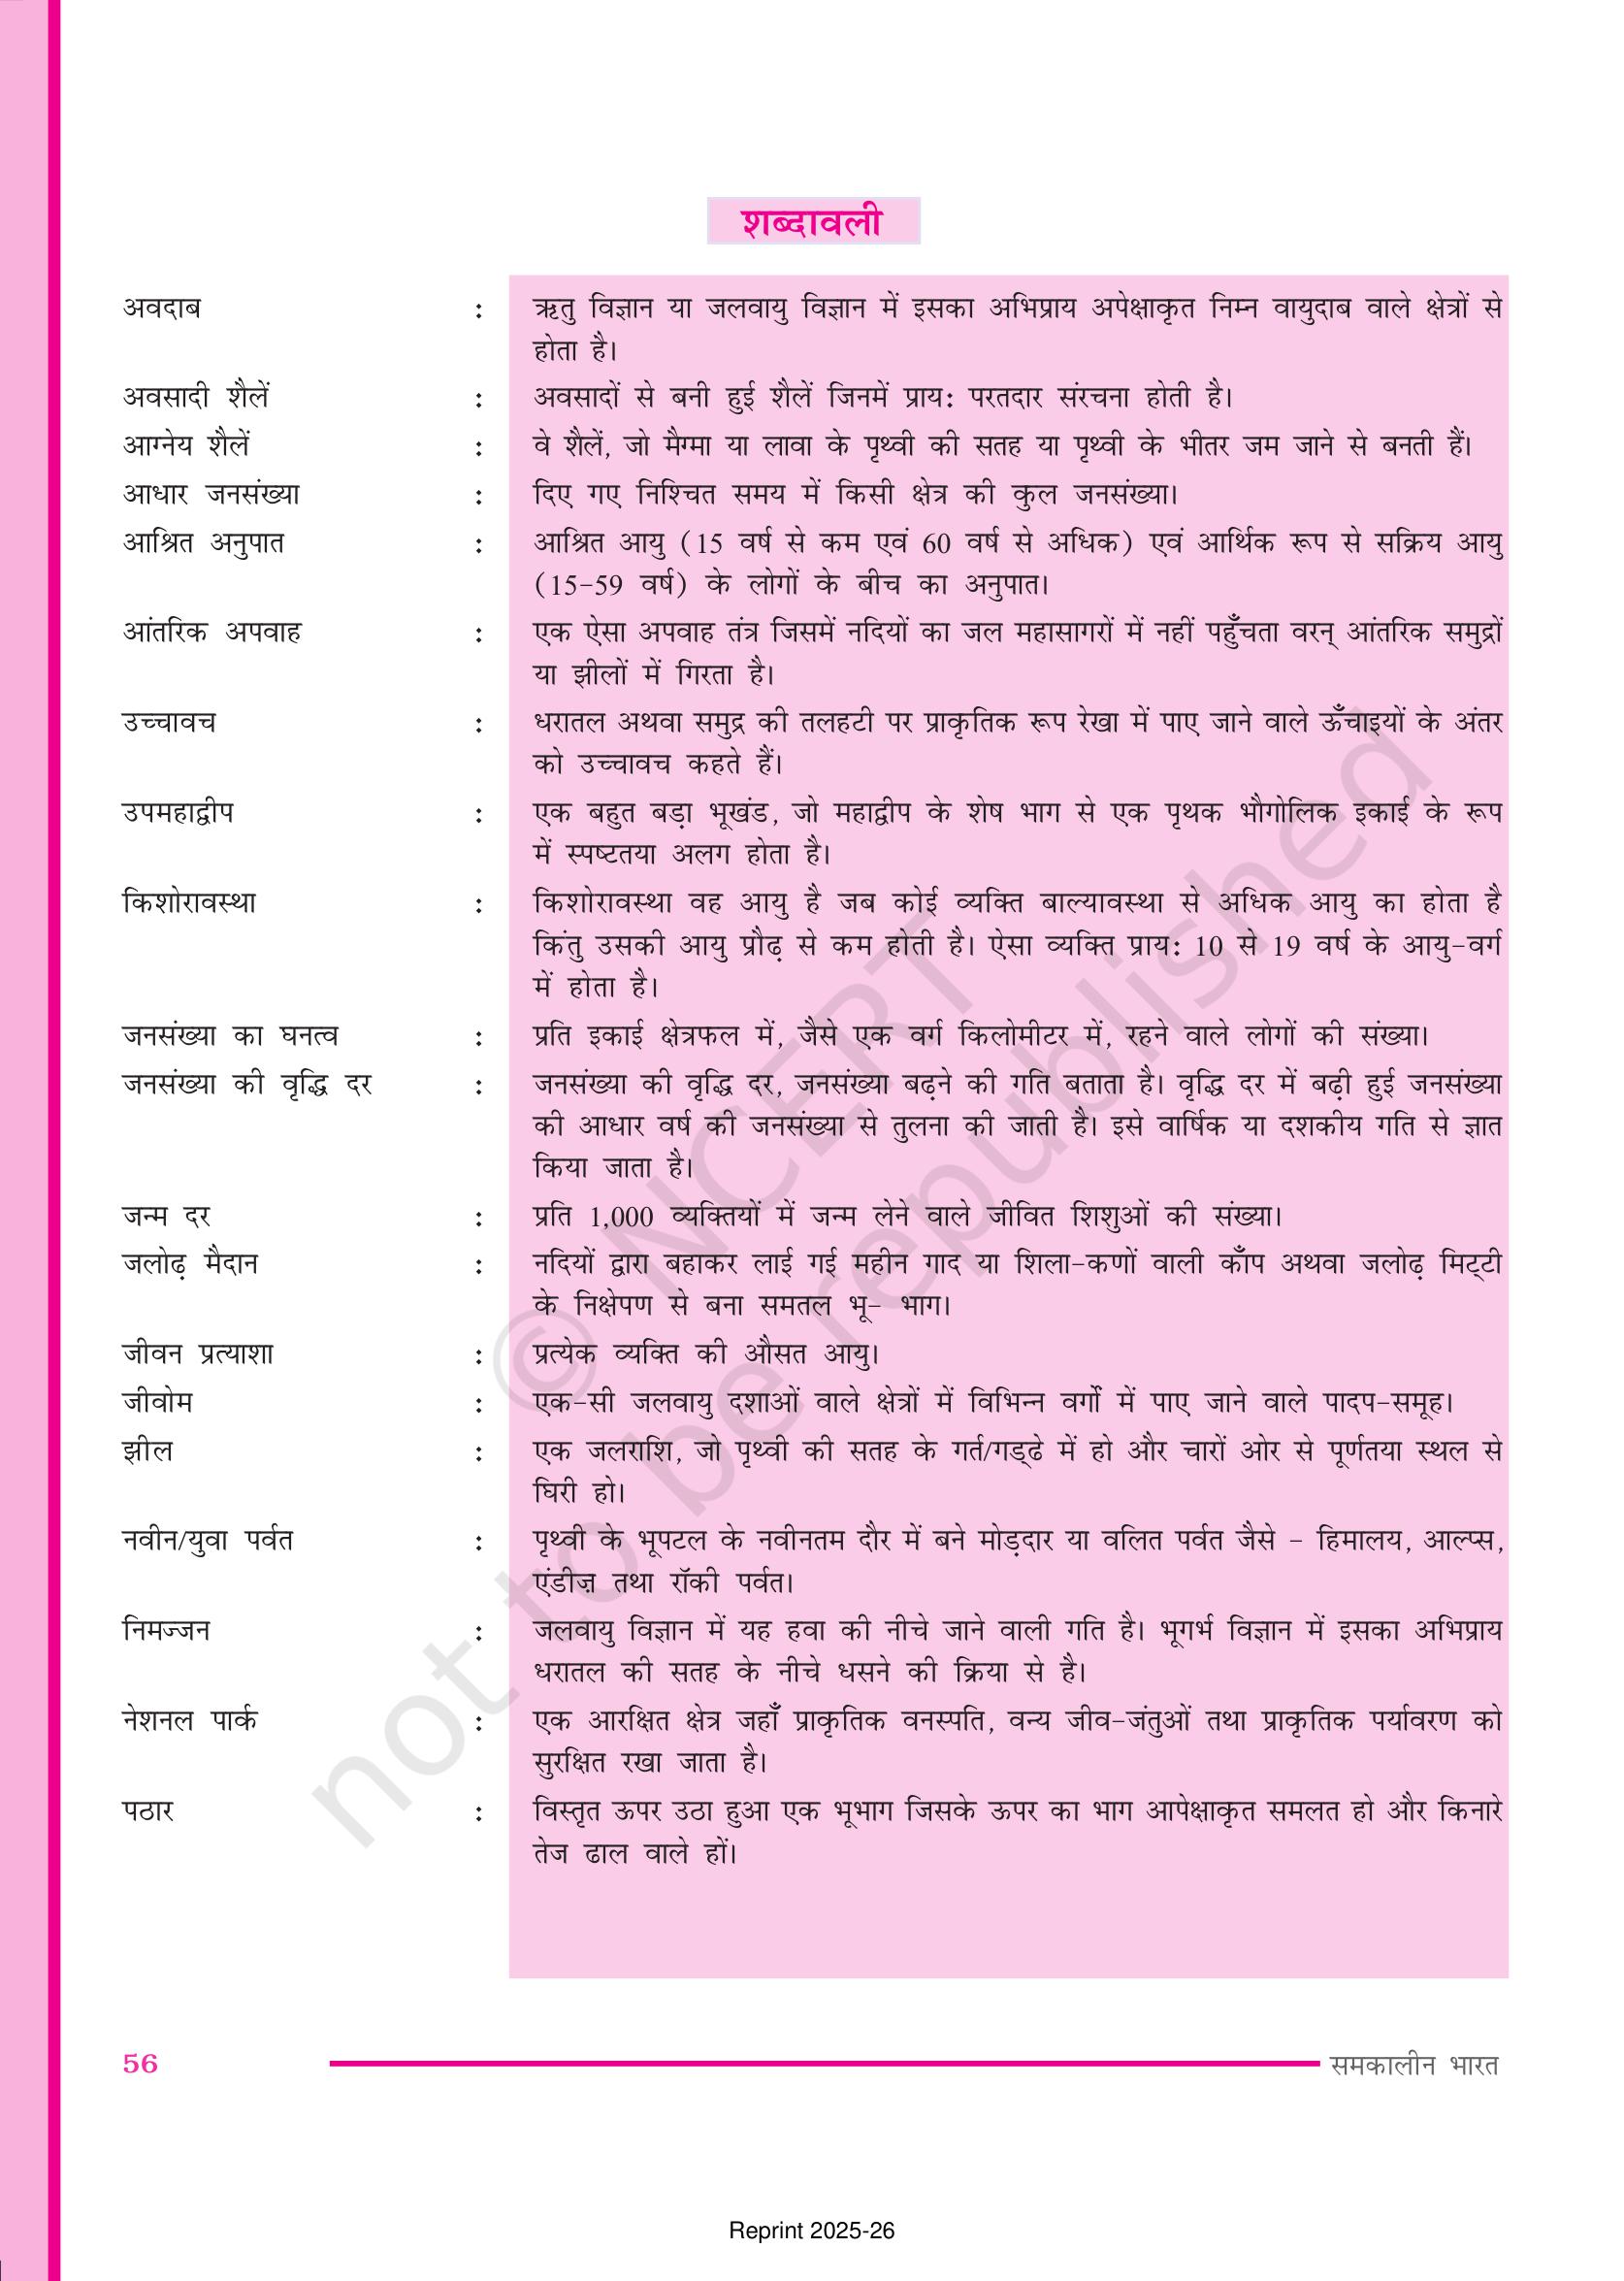 शब्दावली
अवदाब : ऋतु विज्ञान या जलवायु विज्ञान में इसका अभिप्राय अपेक्षाकृत निम्न वायुदाब वाले क्षेत्रों से
होता है।
अवसादी शैलें : अवसादों से बनी हुई शैलें जिनमें प्राय: परतदार संरचना होती है।
आग्नेय शैलें : वे शैलें, जो मैग्मा या लावा के पृथ्वी की सतह या पृथ्वी के भीतर जम जाने से बनती हैं।
आधार जनसंख्या : दिए गए निश्चित समय में किसी क्षेत्र की कुल जनसंख्या।
आश्रित अनुपात : आश्रित आयु (15 वर्ष से कम एवं 60 वर्ष से अधिक) एवं आर्थिक रूप से सक्रिय आयु
(15-59 वर्ष) के लोगों के बीच का अनुपात।
आंतरिक अपवाह : एक ऐसा अपवाह तंत्र जिसमें नदियों का जल महासागरों में नहीं पहुँचता वरन् आंतरिक समुद्रों
या झीलों में गिरता है।
उच्चावच : धरातल अथवा समुद्र की तलहटी पर प्राकृतिक रूप रेखा में पाए जाने वाले ऊँचाइयों के अंतर
को उच्चावच कहते हैं।
उपमहाद्वीप : एक बहुत बड़ा भूखंड, जो महाद्वीप के शेष भाग से एक पृथक भौगोलिक इकाई के रूप
में स्पष्टतया अलग होता है।
किशोरावस्था : किशोरावस्था वह आयु है जब कोई व्यक्ति बाल्यावस्था से अधिक आयु का होता है
किंतु उसकी आयु प्रौढ़ से कम होती है। ऐसा व्यक्ति प्राय: 10 से 19 वर्ष के आयु-वर्ग
में होता है।
जनसंख्या का घनत्व : प्रति इकाई क्षेत्रफल में, जैसे एक वर्ग किलोमीटर में, रहने वाले लोगों की संख्या।
जनसंख्या की वृद्धि दर : जनसंख्या की वृद्धि दर, जनसंख्या बढ़ने की गति बताता है। वृद्धि दर में बढ़ी हुई जनसंख्या
की आधार वर्ष की जनसंख्या से तुलना की जाती है। इसे वार्षिक या दशकीय गति से ज्ञात
किया जाता है।
जन्म दर : प्रति 1,000 व्यक्तियों में जन्म लेने वाले जीवित शिशुओं की संख्या।
जलोढ़ मैदान : नदियों द्वारा बहाकर लाई गई महीन गाद या शिला-कणों वाली काँप अथवा जलोढ़ मिट्टी
के निक्षेपण से बना समतल भू- भाग।
जीवन प्रत्याशा : प्रत्येक व्यक्ति की औसत आयु।
जीवोम : एक-सी जलवायु दशाओं वाले क्षेत्रों में विभिन्न वर्गों में पाए जाने वाले पादप-समूह।
झील : एक जलराशि, जो पृथ्वी की सतह के गर्त/गड्ढे में हो और चारों ओर से पूर्णतया स्थल से
घिरी हो।
नवीन/युवा पर्वत : पृथ्वी के भूपटल के नवीनतम दौर में बने मोड़दार या वलित पर्वत जैसे - हिमालय, आल्प्स,
एंडीज़ तथा रॉकी पर्वत।
निमज्जन : जलवायु विज्ञान में यह हवा की नीचे जाने वाली गति है। भूगर्भ विज्ञान में इसका अभिप्राय
धरातल की सतह के नीचे धसने की क्रिया से है।
नेशनल पार्क : एक आरक्षित क्षेत्र जहाँ प्राकृतिक वनस्पति, वन्य जीव-जंतुओं तथा प्राकृतिक पर्यावरण को
सुरक्षित रखा जाता है।
पठार : विस्तृत ऊपर उठा हुआ एक भूभाग जिसके ऊपर का भाग आपेक्षाकृत समलत हो और किनारे
तेज ढाल वाले हों।
© NCERT
not to be republished
56 समकालीन भारत
Reprint 2025-26